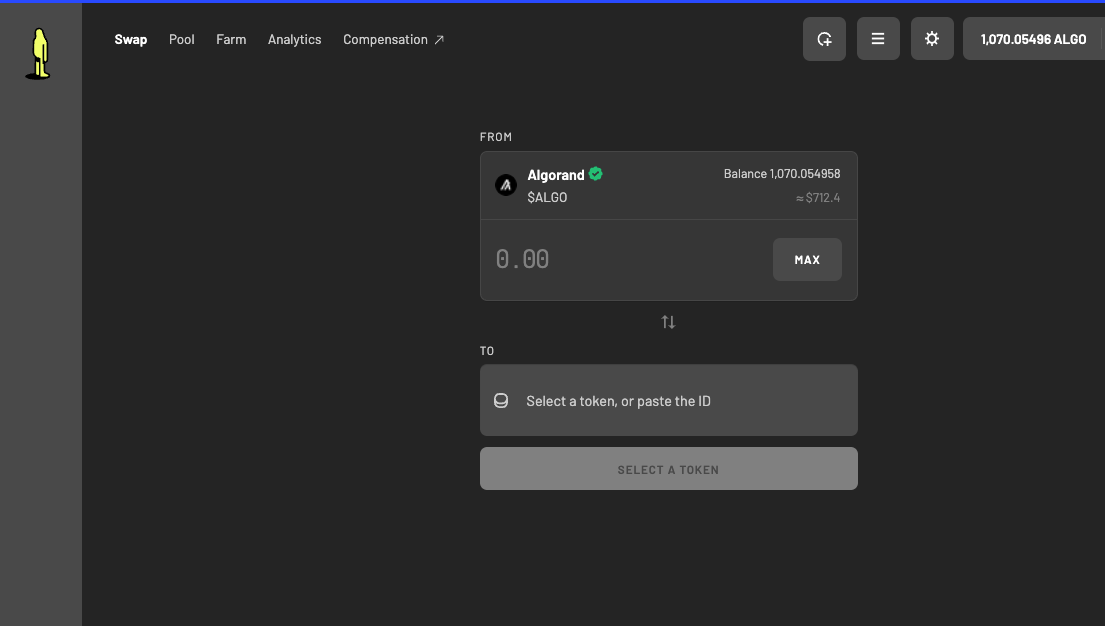 Swap Pool Farm Analytics Compensation ↗ 1,070.05496 ALGO
FROM
Algorand Balance 1,070.054958
$ALGO ≈$712.4
0.00 MAX
TO
Select a token, or paste the ID
SELECT A TOKEN